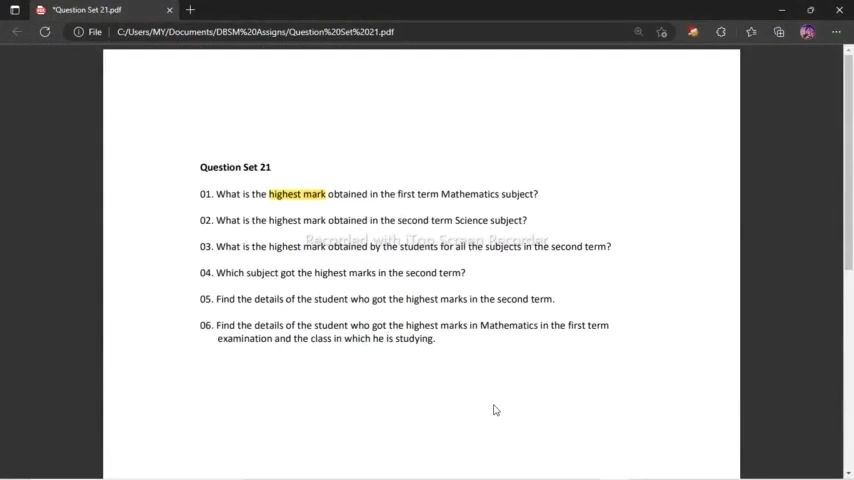 *Question Set 21.pdf
File
C:/Users/MY/Documents/DBSM%20Assigns/Question%20Set%2021.pdf
Question Set 21
01. What is the highest mark obtained in the first term Mathematics subject?
02. What is the highest mark obtained in the second term Science subject?
Recorded with iTop Screen Recorder
03. What is the highest mark obtained by the students for all the subjects in the second term?
04. Which subject got the highest marks in the second term?
05. Find the details of the student who got the highest marks in the second term.
06. Find the details of the student who got the highest marks in Mathematics in the first term
examination and the class in which he is studying.